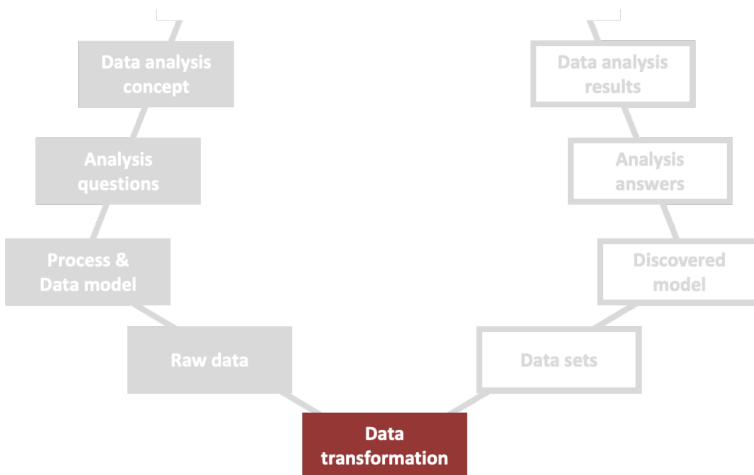 Data analysis
concept
Data analysis
results
Analysis
questions
Analysis
answers
Process &
Data model
Discovered
model
Raw data
Data sets
Data
transformation